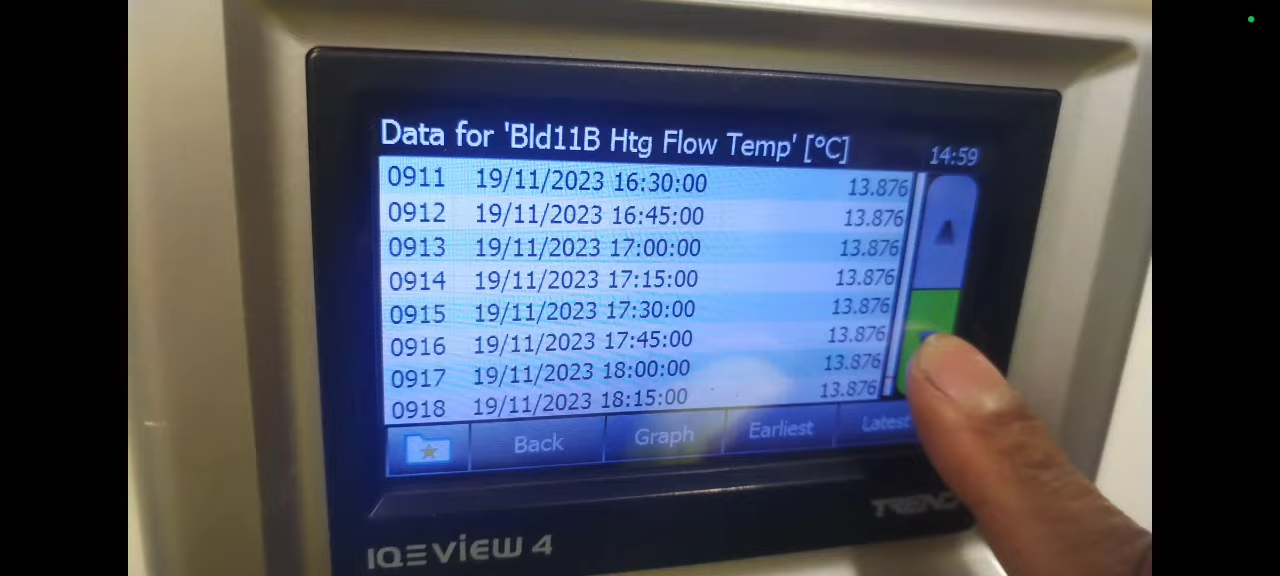 Data for 'Bld11B Htg Flow Temp' [°C]
14:59
0911 19/11/2023 16:30:00 13.876
0912 19/11/2023 16:45:00 13.876
0913 19/11/2023 17:00:00 13.876
0914 19/11/2023 17:15:00 13.876
0915 19/11/2023 17:30:00 13.876
0916 19/11/2023 17:45:00 13.876
0917 19/11/2023 18:00:00 13.876
0918 19/11/2023 18:15:00 13.876
Back Graph Earliest Latest
TREND
IQEVIEW 4